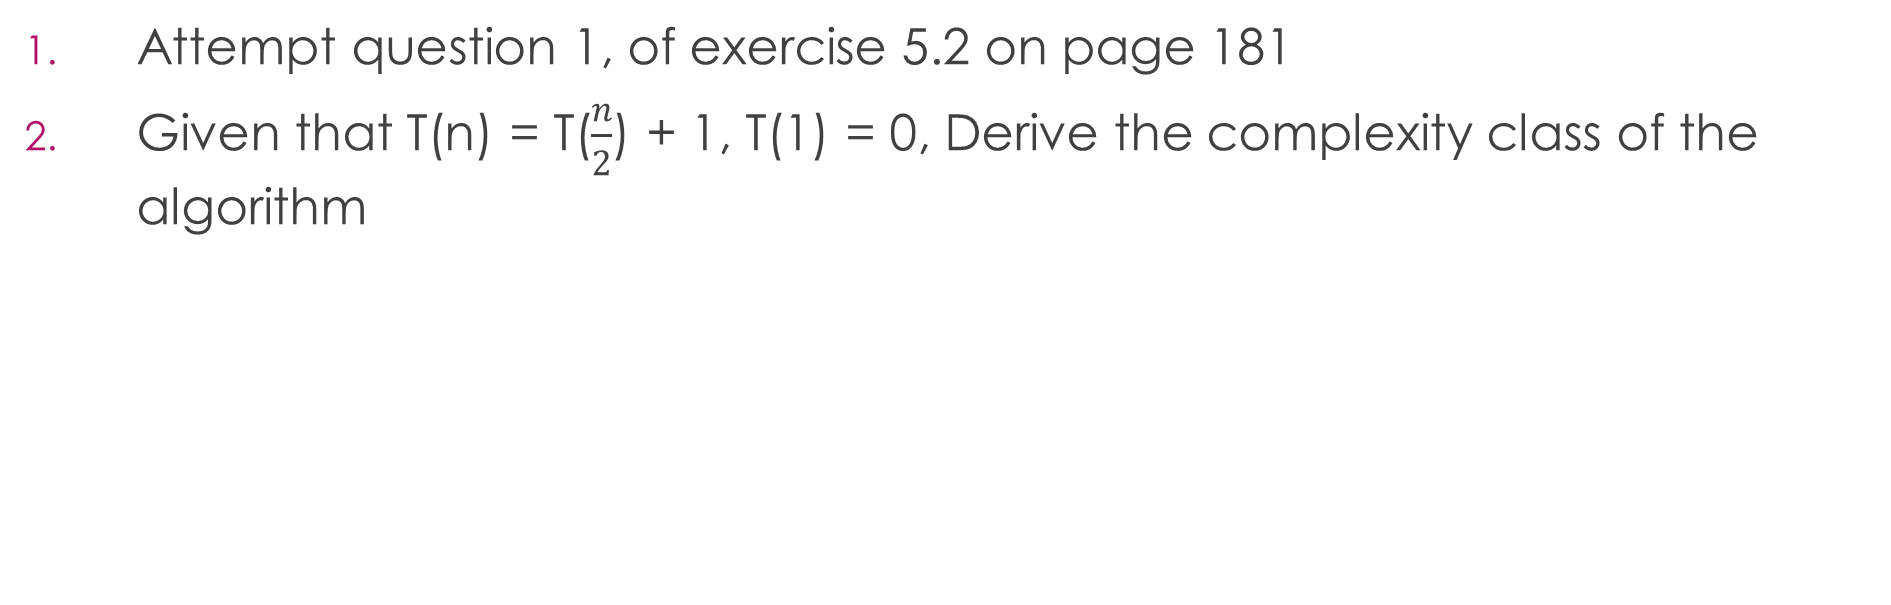 1. Attempt question 1, of exercise 5.2 on page 181
2. Given that T(n) = T(n/2) + 1, T(1) = 0, Derive the complexity class of the
algorithm